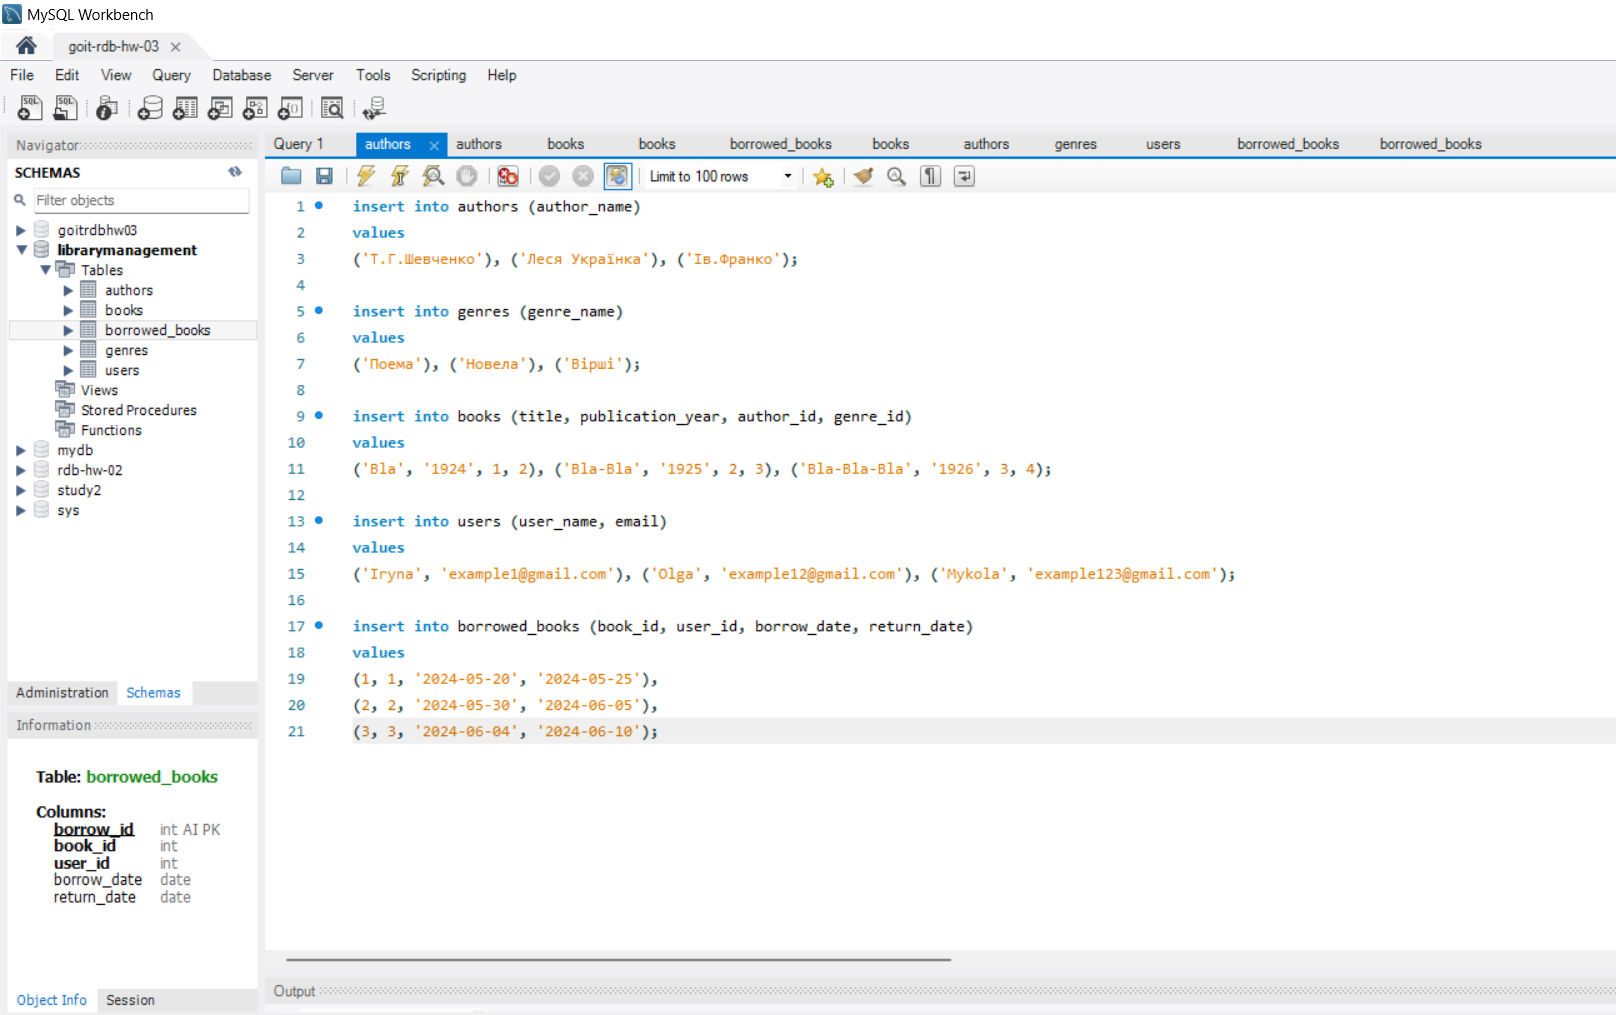 MySQL Workbench
goit-rdb-hw-03
File Edit View Query Database Server Tools Scripting Help
Navigator
SCHEMAS
Filter objects
goitrdbhw03
librarymanagement
Tables
authors
books
borrowed_books
genres
users
Views
Stored Procedures
Functions
mydb
rdb-hw-02
study2
sys
Administration Schemas
Information
Table: borrowed_books
Columns:
borrow_id int AI PK
book_id int
user_id int
borrow_date date
return_date date
Object Info Session
Query 1 authors authors books books borrowed_books books authors genres users borrowed_books borrowed_books
Limit to 100 rows
1 insert into authors (author_name)
2 values
3 ('Т.Г.Шевченко'), ('Леся Українка'), ('Ів.Франко');
4
5 insert into genres (genre_name)
6 values
7 ('Поема'), ('Новела'), ('Вірші');
8
9 insert into books (title, publication_year, author_id, genre_id)
10 values
11 ('Bla', '1924', 1, 2), ('Bla-Bla', '1925', 2, 3), ('Bla-Bla-Bla', '1926', 3, 4);
12
13 insert into users (user_name, email)
14 values
15 ('Iryna', 'example1@gmail.com'), ('Olga', 'example12@gmail.com'), ('Mykola', 'example123@gmail.com');
16
17 insert into borrowed_books (book_id, user_id, borrow_date, return_date)
18 values
19 (1, 1, '2024-05-20', '2024-05-25'),
20 (2, 2, '2024-05-30', '2024-06-05'),
21 (3, 3, '2024-06-04', '2024-06-10');
Output